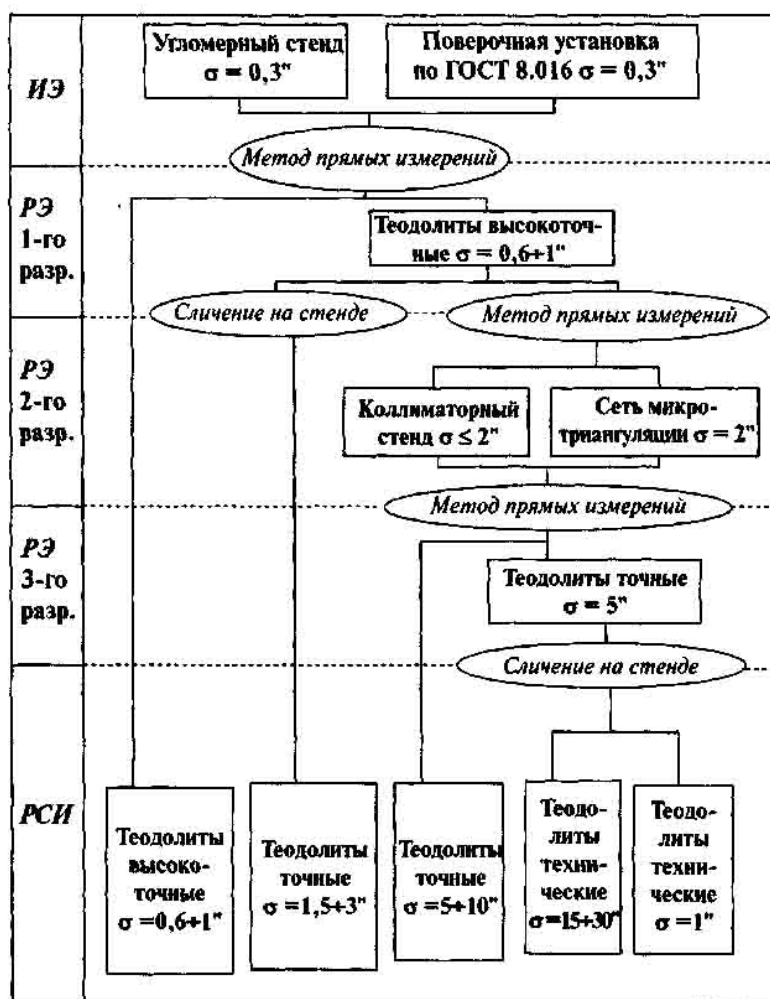 ИЭ
Угломерный стенд
σ = 0,3"
Поверочная установка
по ГОСТ 8.016 σ = 0,3"
Метод прямых измерений
РЭ
1-го
разр.
Теодолиты высокоточ-
ные σ = 0,6+1"
Сличение на стенде
Метод прямых измерений
РЭ
2-го
разр.
Коллиматорный
стенд σ ≤ 2"
Сеть микро-
триангуляции σ = 2"
Метод прямых измерений
РЭ
3-го
разр.
Теодолиты точные
σ = 5"
Сличение на стенде
РСИ
Теодолиты
высоко-
точные
σ =0,6+1"
Теодолиты
точные
σ =1,5+3"
Теодолиты
точные
σ =5+10"
Теодо-
литы
техни-
ческие
σ=15+30"
Теодо-
литы
техни-
ческие
σ =1"